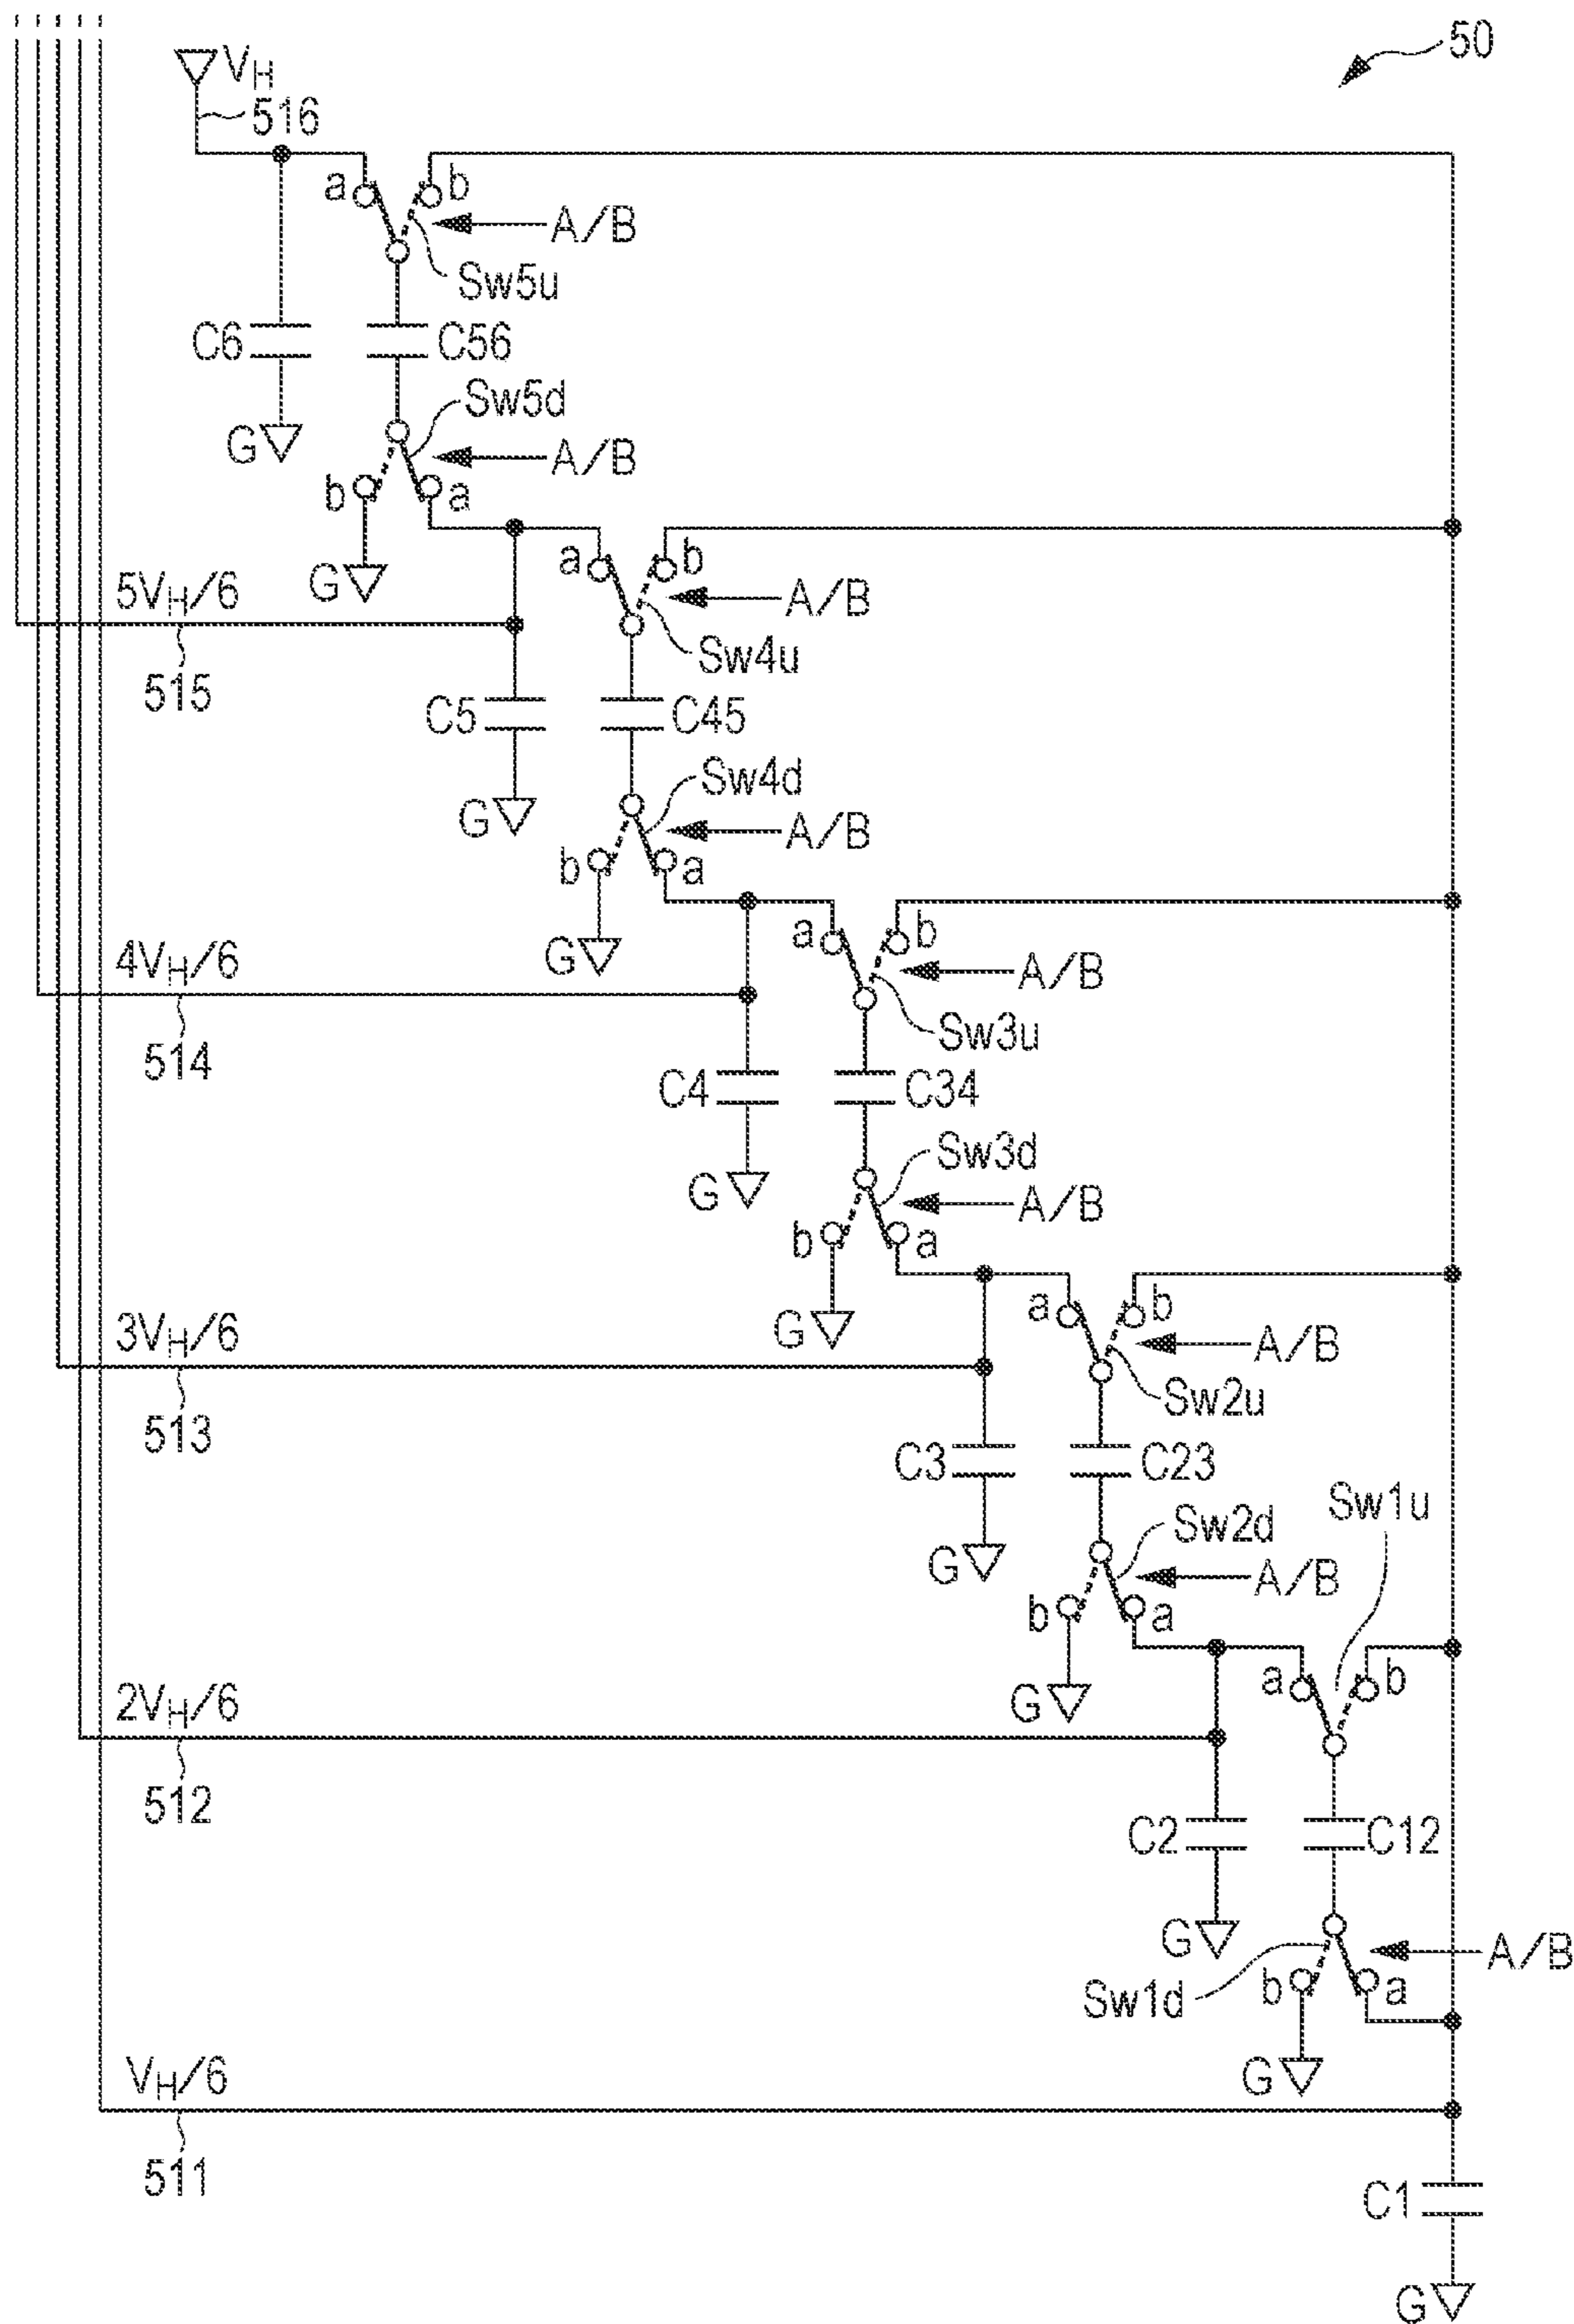 50
VH
516
a b
A/B
Sw5u
C6 C56
Sw5d
G
A/B
b a
G
a b
A/B
5VH/6
515
Sw4u
C5 C45
Sw4d
G
A/B
b a
G
a b
A/B
4VH/6
514
Sw3u
C4 C34
Sw3d
G
A/B
b a
G
a b
A/B
3VH/6
513
Sw2u
C3 C23
Sw1u
Sw2d
G
A/B
b a
G
a b
2VH/6
512
C2 C12
G
A/B
Sw1d
b a
G
VH/6
511
C1
G